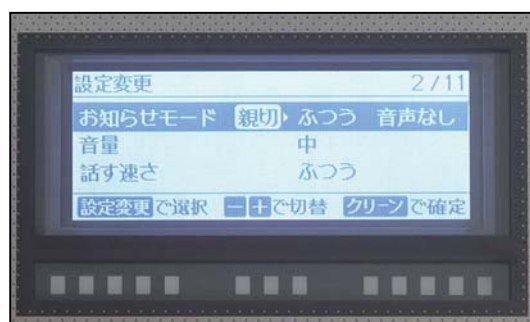 設定変更 2/11
お知らせモード 親切 ふつう 音声なし
音量 中
話す速さ ふつう
設定変更で選択 ー+で切替 クリーンで確定